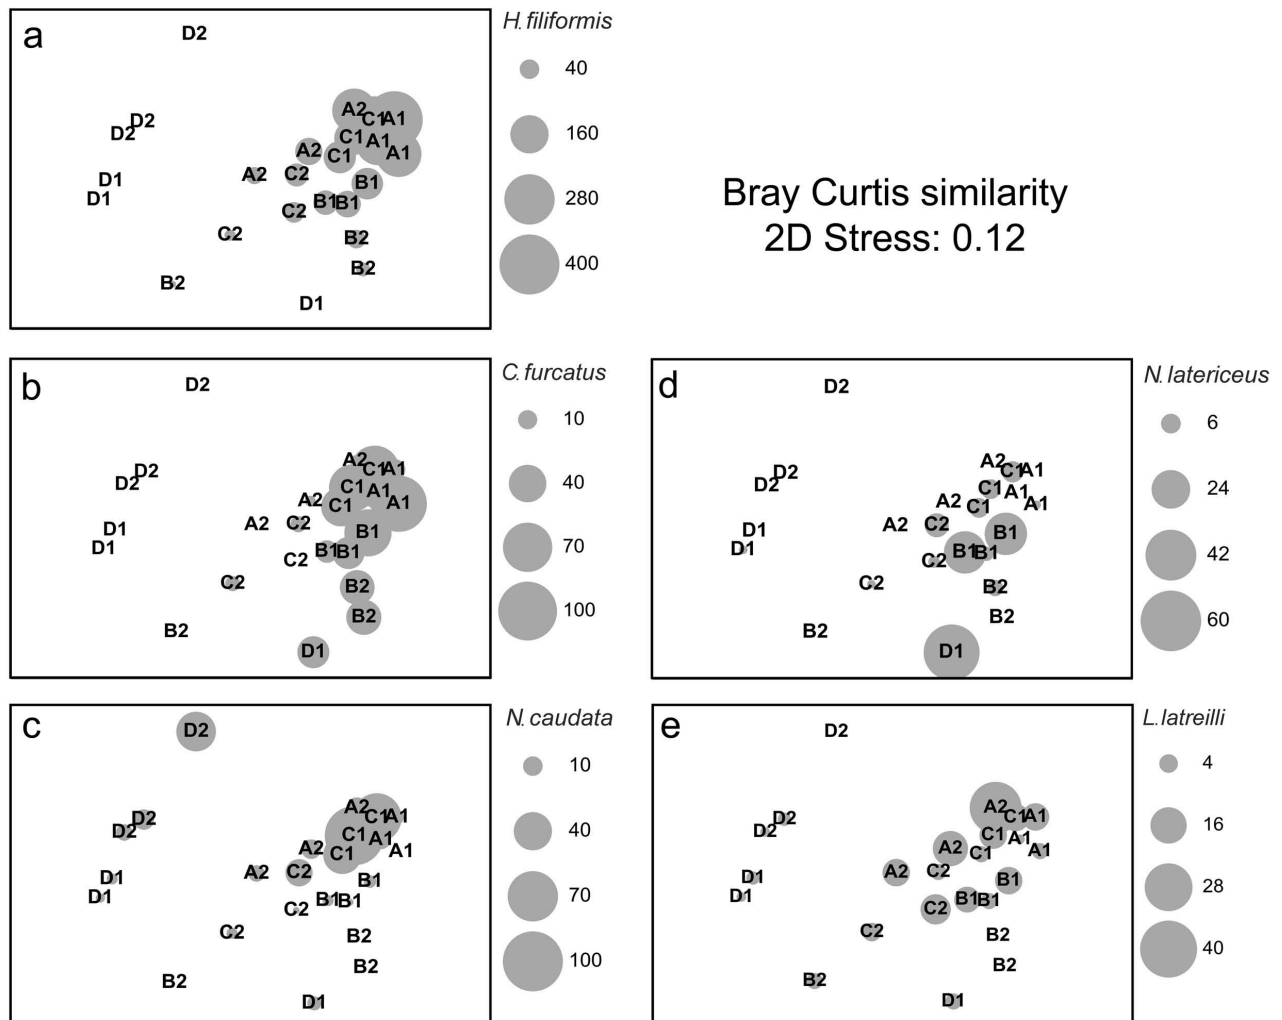 a
D2
H. filiformis
40
D2
D2
A2
C1
A1
160
C1
A1
A1
A2
C1
A2
C2
D1
B1
D1
B1
B1
280
C2
C2
B2
400
B2
B2
D1
Bray Curtis similarity
2D Stress: 0.12
b
D2
C. furcatus
10
A2
C1
A1
D2
D2
40
C1
A1
A1
A2
C1
A2
C2
D1
B1
D1
B1
B1
70
C2
C2
B2
100
B2
B2
D1
d
D2
N. latericeus
6
A2
C1
A1
D2
D2
24
C1
A1
A1
A2
C1
A2
C2
D1
B1
D1
B1
B1
42
C2
C2
B2
60
B2
B2
D1
c
D2
N. caudata
10
A2
C1
A1
D2
D2
40
C1
A1
A1
A2
C1
A2
C2
D1
B1
D1
B1
B1
70
C2
C2
B2
100
B2
B2
D1
e
D2
L. latreilli
4
A2
C1
A1
D2
D2
16
C1
A1
A1
A2
C1
A2
C2
D1
B1
D1
B1
B1
28
C2
C2
B2
40
B2
B2
D1